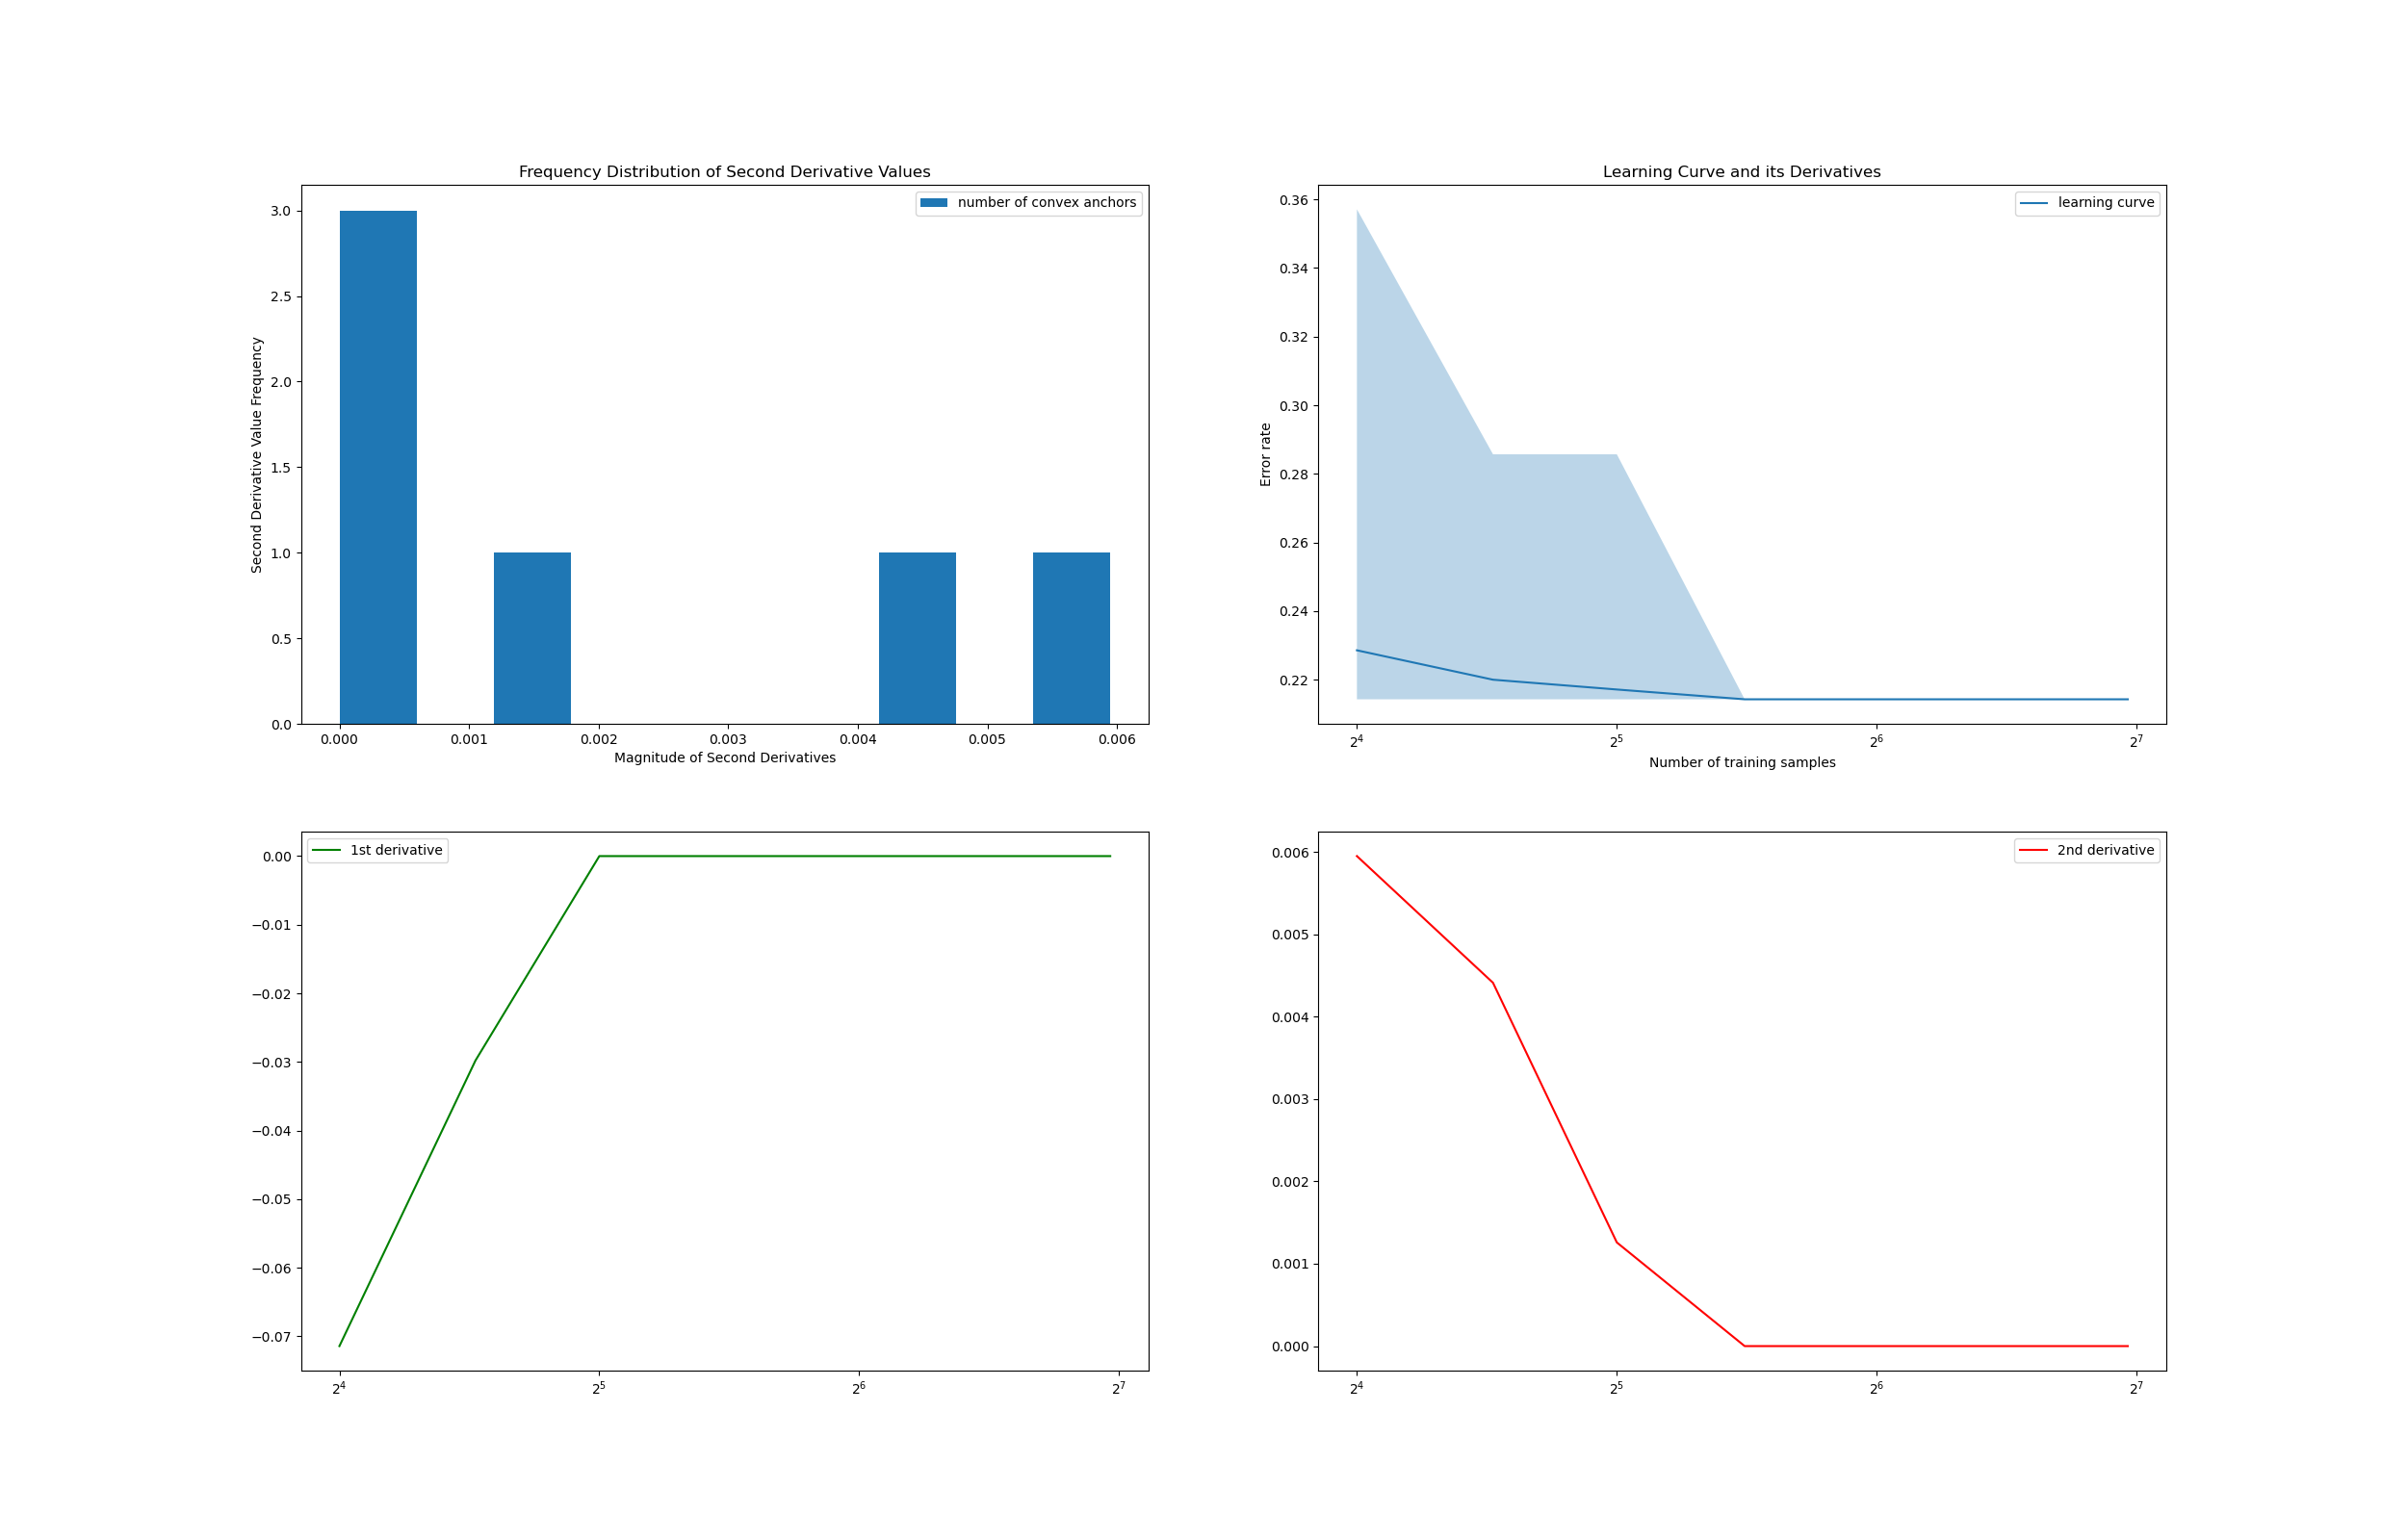 Frequency Distribution of Second Derivative Values
number of convex anchors
Second Derivative Value Frequency
3.0
2.5
2.0
1.5
1.0
0.5
0.0
0.000 0.001 0.002 0.003 0.004 0.005 0.006
Magnitude of Second Derivatives
Learning Curve and its Derivatives
learning curve
Error rate
0.36
0.34
0.32
0.30
0.28
0.26
0.24
0.22
2⁴ 2⁵ 2⁶ 2⁷
Number of training samples
1st derivative
0.00
−0.01
−0.02
−0.03
−0.04
−0.05
−0.06
−0.07
2⁴ 2⁵ 2⁶ 2⁷
2nd derivative
0.006
0.005
0.004
0.003
0.002
0.001
0.000
2⁴ 2⁵ 2⁶ 2⁷